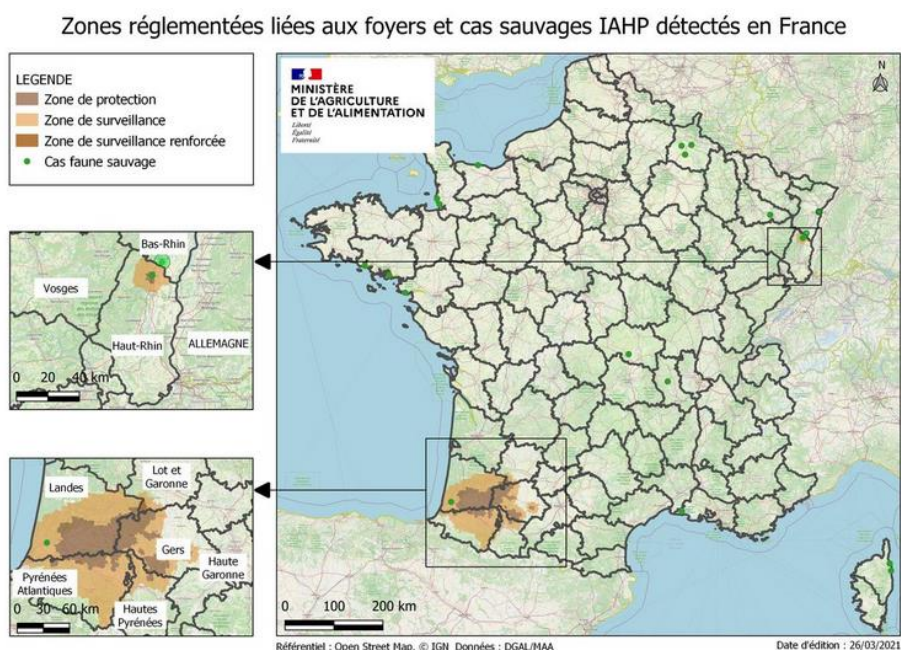 Zones réglementées liées aux foyers et cas sauvages IAHP détectés en France
LEGENDE
Zone de protection
Zone de surveillance
Zone de surveillance renforcée
Cas faune sauvage
MINISTÈRE
DE L'AGRICULTURE
ET DE L'ALIMENTATION
Liberté
Égalité
Fraternité
N
Bas-Rhin
Vosges
Haut-Rhin
ALLEMAGNE
0 20 40 km
Landes
Lot et
Garonne
Gers
Haute
Garonne
Pyrénées
Atlantiques
Hautes
Pyrénées
0 30 60 km
0 100 200 km
Référentiel : Open Street Map, © IGN Données : DGAL/MAA
Date d'édition : 26/03/2021